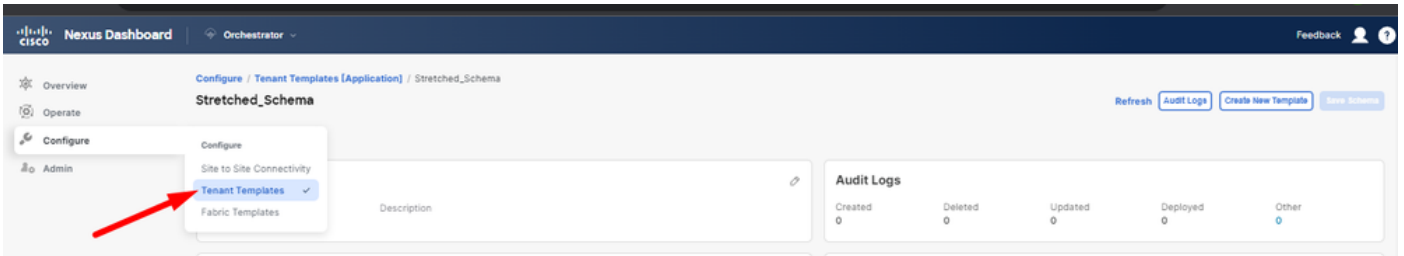 CISCO Nexus Dashboard Orchestrator Feedback ?
Overview
Operate
Configure
Admin
Configure / Tenant Templates [Application] / Stretched_Schema
Stretched_Schema
Refresh Audit Logs Create New Template Save Schema
Configure
Site to Site Connectivity
Tenant Templates
Fabric Templates
Description
Audit Logs
Created Deleted Updated Deployed Other
0 0 0 0 0